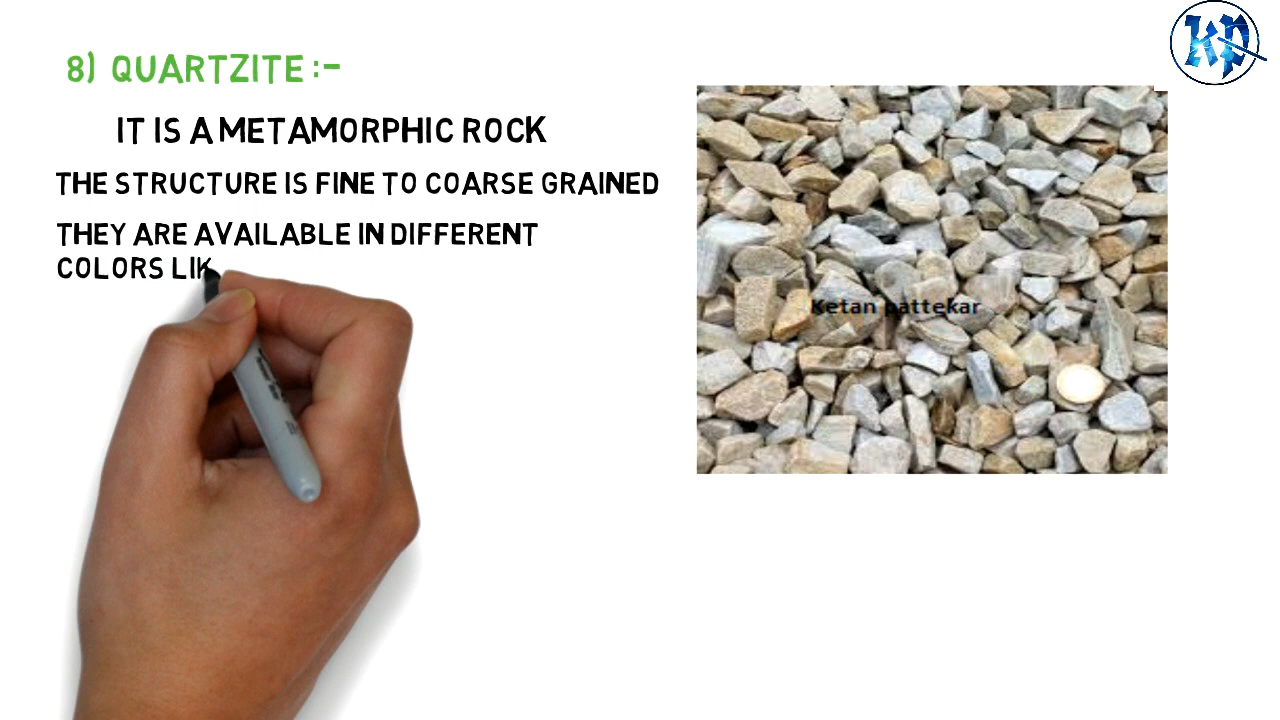 8) QUARTZITE :-
IT IS A METAMORPHIC ROCK
THE STRUCTURE IS FINE TO COARSE GRAINED
THEY ARE AVAILABLE IN DIFFERENT
COLORS LIK
Ketan pattekar
KP